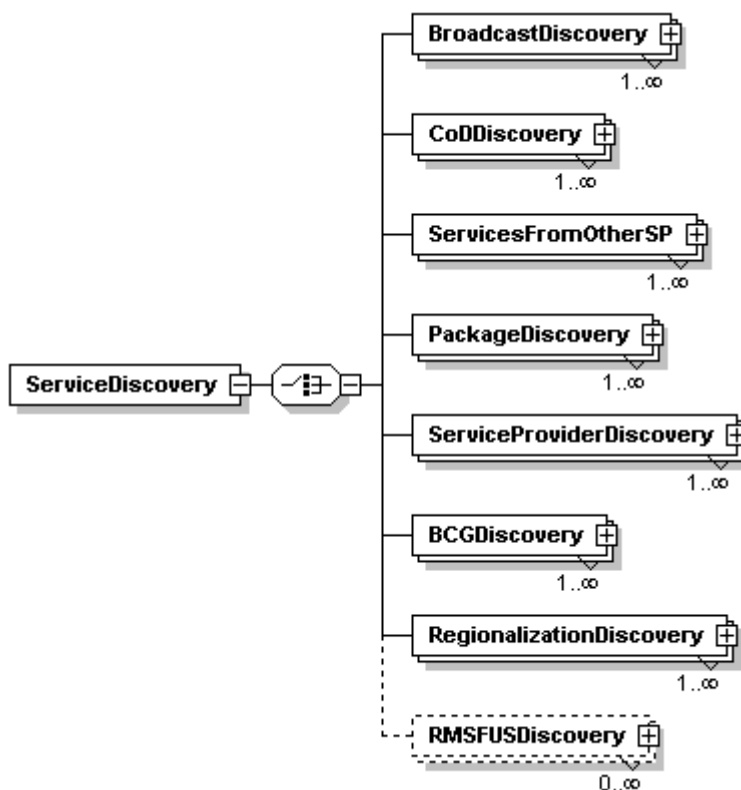 BroadcastDiscovery
1..∞
CoDDiscovery
1..∞
ServicesFromOtherSP
1..∞
PackageDiscovery
1..∞
ServiceDiscovery
ServiceProviderDiscovery
1..∞
BCGDiscovery
1..∞
RegionalizationDiscovery
1..∞
RMSFUSDiscovery
0..∞